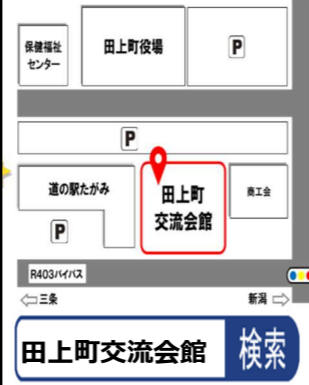 保健福祉
センター
田上町役場
P
P
道の駅たがみ
P
田上町
交流会館
商工会
R403バイパス
⇦三条
新潟⇨
田上町交流会館
検索